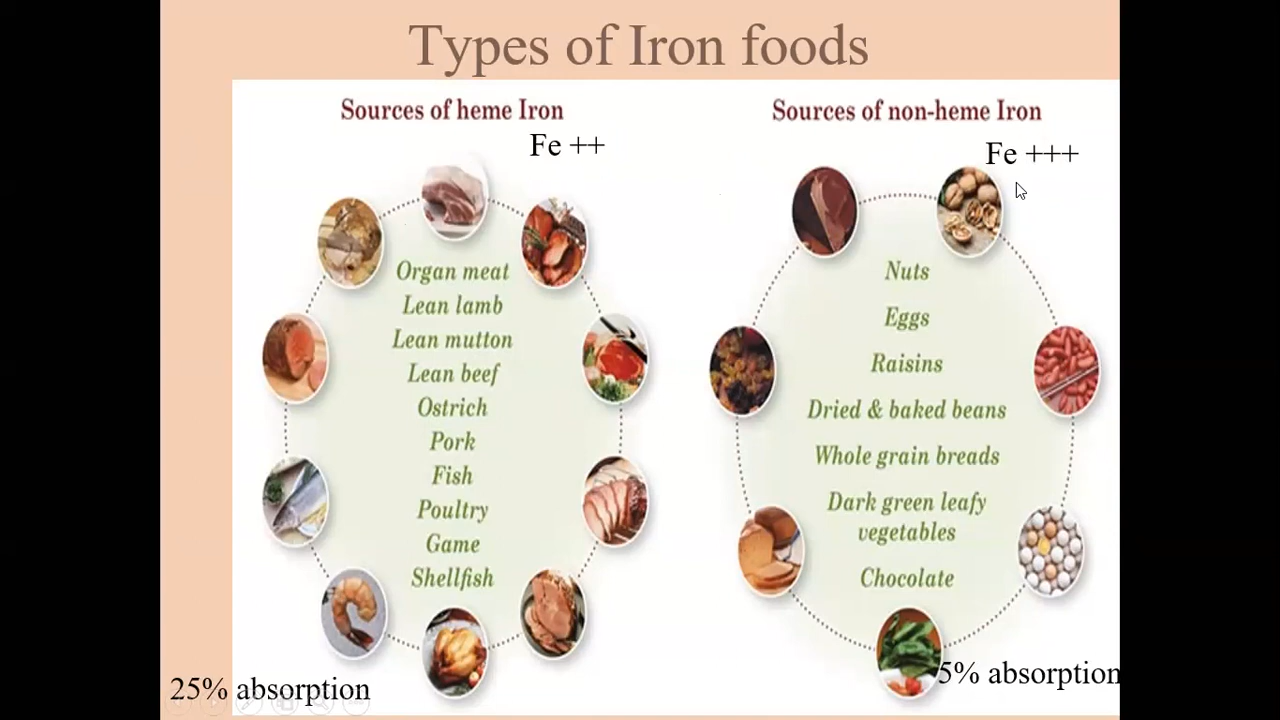 Types of Iron foods
Sources of heme Iron
Fe ++
Organ meat
Lean lamb
Lean mutton
Lean beef
Ostrich
Pork
Fish
Poultry
Game
Shellfish
25% absorption
Sources of non-heme Iron
Fe +++
Nuts
Eggs
Raisins
Dried & baked beans
Whole grain breads
Dark green leafy
vegetables
Chocolate
5% absorption